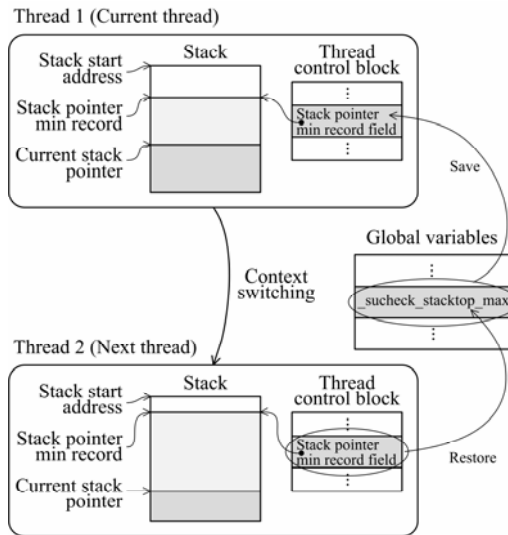 Thread 1 (Current thread)
Stack
Thread
control block
Stack start
address
Stack pointer
min record
Current stack
pointer
⋮
Stack pointer
min record field
⋮
Save
Global variables
⋮
_sucheck_stacktop_max
⋮
Context
switching
Thread 2 (Next thread)
Stack
Thread
control block
Stack start
address
Stack pointer
min record
Current stack
pointer
⋮
Stack pointer
min record field
⋮
Restore